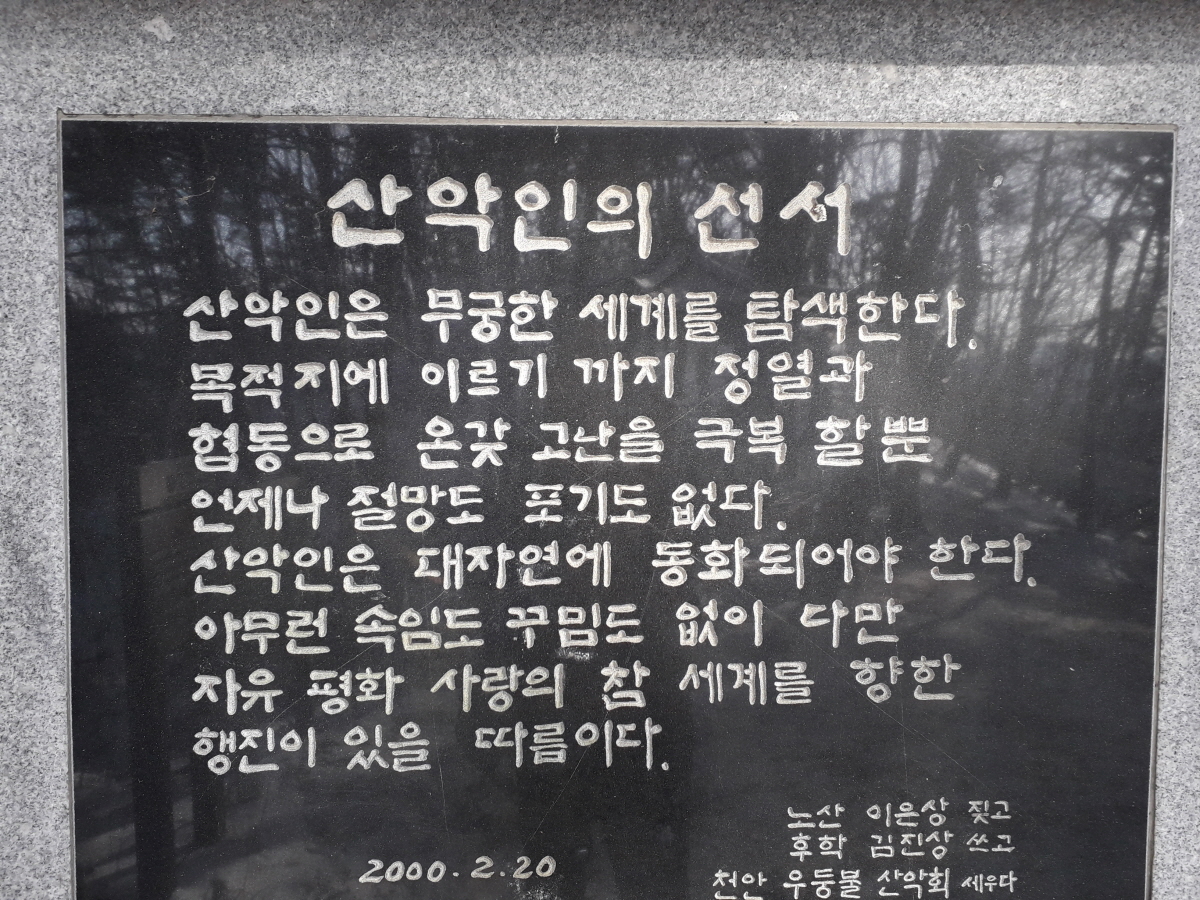 산악인의 선서
산악인은 무궁한 세계를 탐색한다.
목적지에 이르기 까지 정열과
협동으로 온갖 고난을 극복 할 뿐
언제나 절망도 포기도 없다.
산악인은 대자연에 동화되어야 한다.
아무런 속임도 꾸밈도 없이 다만
자유 평화 사랑의 참 세계를 향한
행진이 있을 따름이다.
노산 이은상 짖고
후학 김진상 쓰고
2000.2.20
천안 우둥불 산악회 세우다